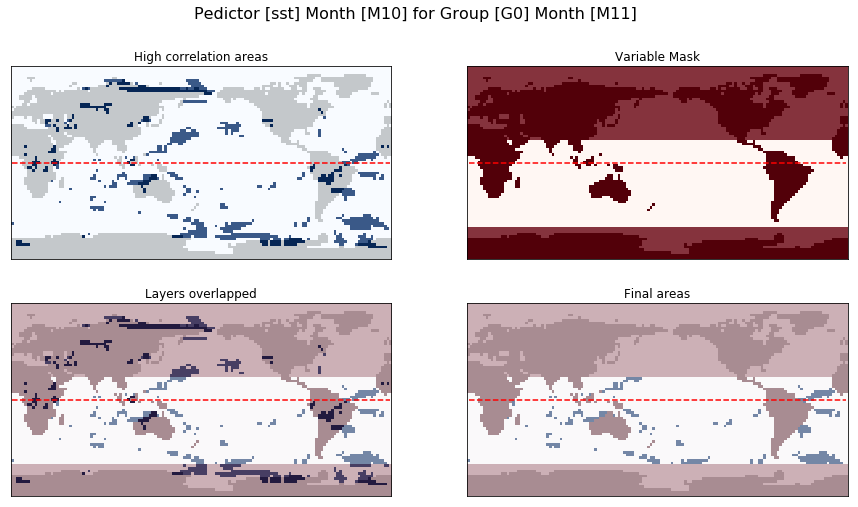 Pedictor [sst] Month [M10] for Group [G0] Month [M11]
High correlation areas
Variable Mask
Layers overlapped
Final areas